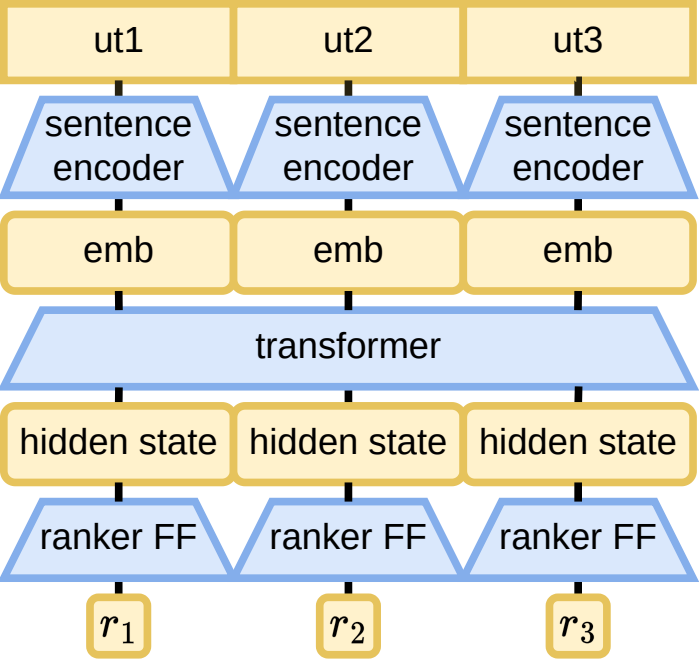 ut1 ut2 ut3
sentence encoder sentence encoder sentence encoder
emb emb emb
transformer
hidden state hidden state hidden state
ranker FF ranker FF ranker FF
r1 r2 r3